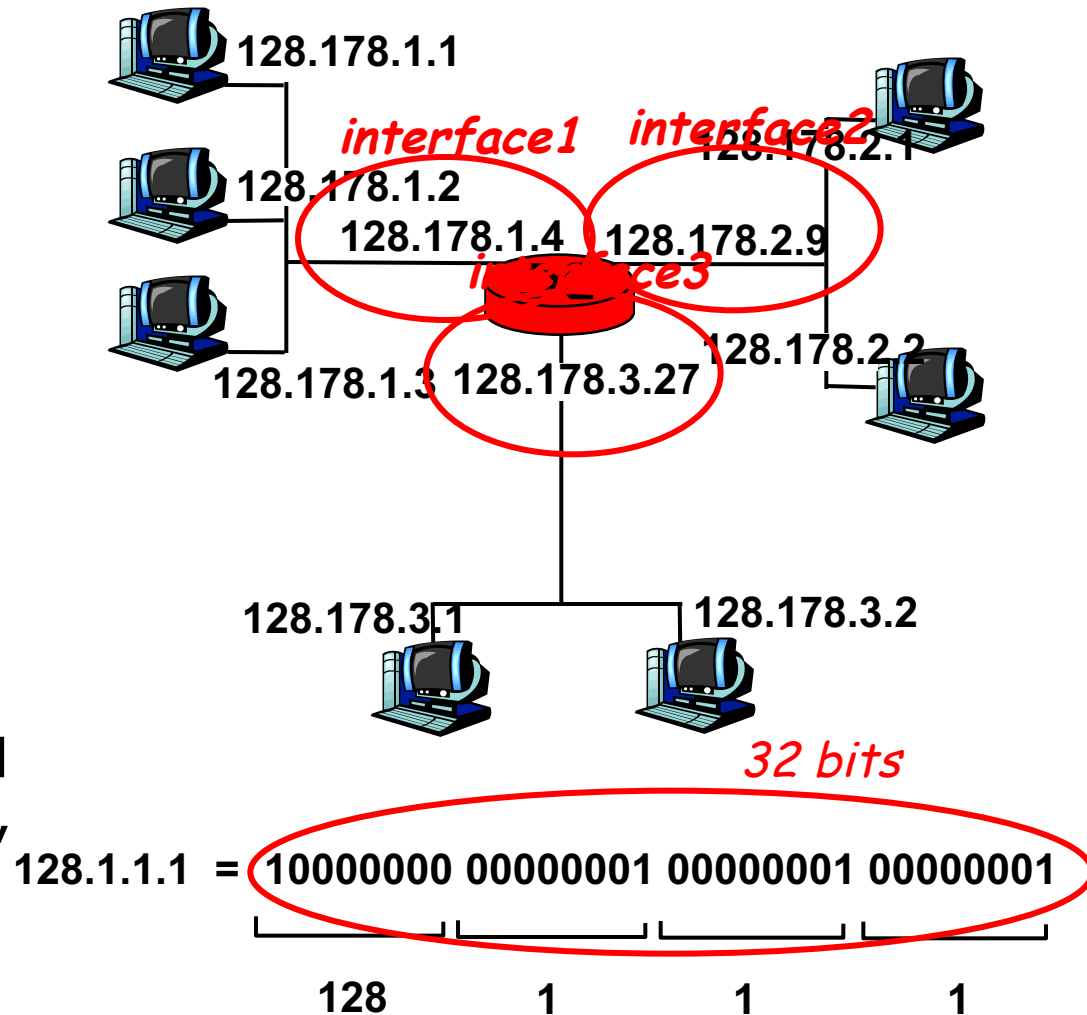 128.178.1.1
interface1
interface2
128.178.2.1
128.178.1.2
128.178.1.4
128.178.2.9
interface3
128.178.2.2
128.178.1.3
128.178.3.27
128.178.3.1
128.178.3.2
32 bits
128.1.1.1 = 10000000 00000001 00000001 00000001
128 1 1 1